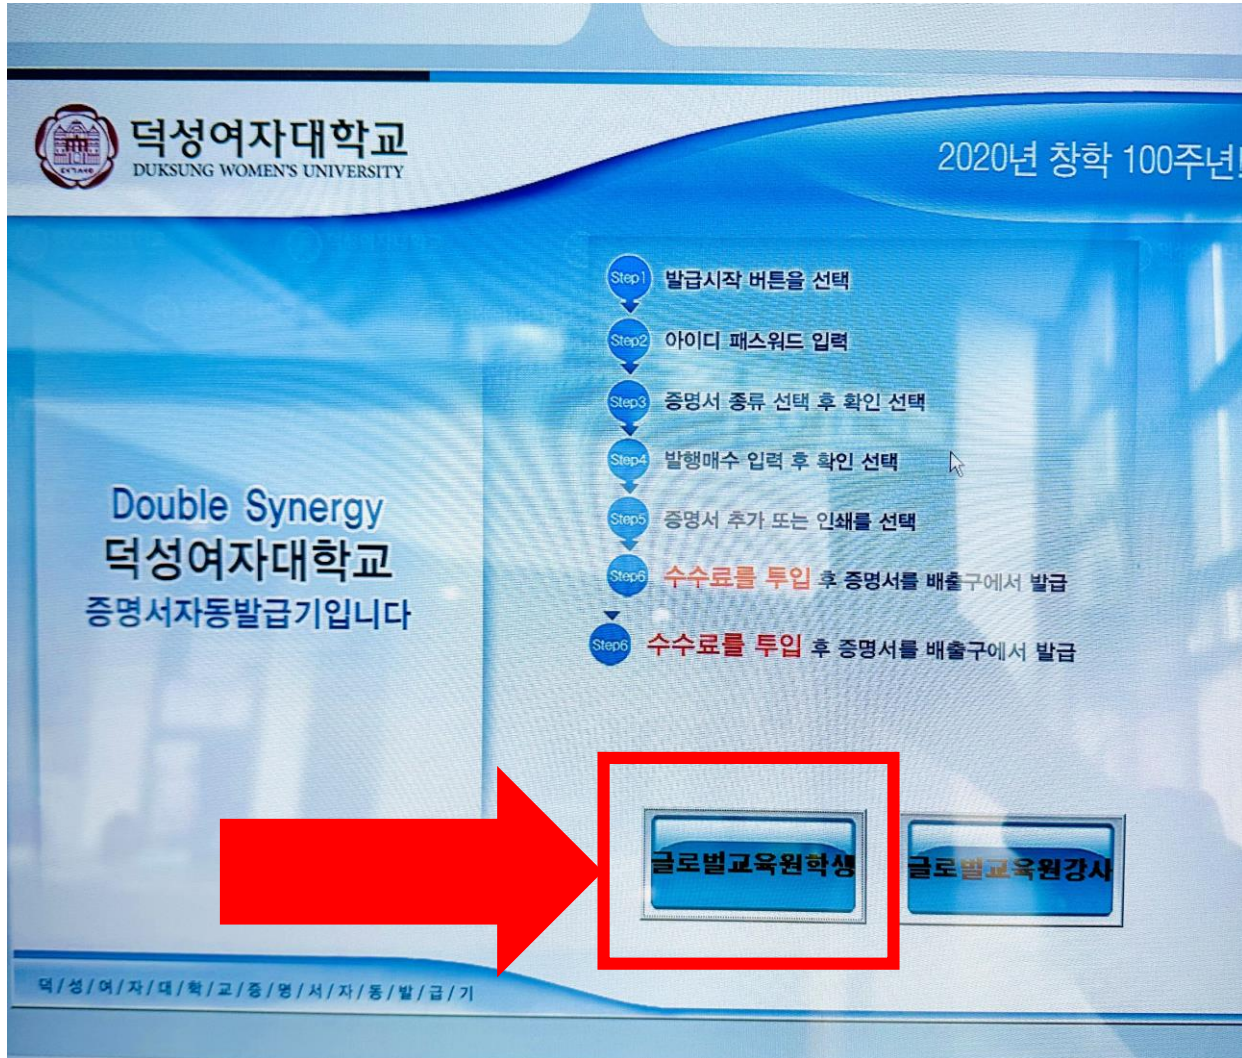 덕성여자대학교
DUKSUNG WOMEN'S UNIVERSITY
2020년 창학 100주년!
Step1 발급시작 버튼을 선택
Step2 아이디 패스워드 입력
Step3 증명서 종류 선택 후 확인 선택
Step4 발행매수 입력 후 확인 선택
Step5 증명서 추가 또는 인쇄를 선택
Step6 수수료를 투입 후 증명서를 배출구에서 발급
Step6 수수료를 투입 후 증명서를 배출구에서 발급
Double Synergy
덕성여자대학교
증명서자동발급기입니다
글로벌교육원학생
글로벌교육원강사
덕/성/여/자/대/학/교/증/명/서/자/동/발/급/기